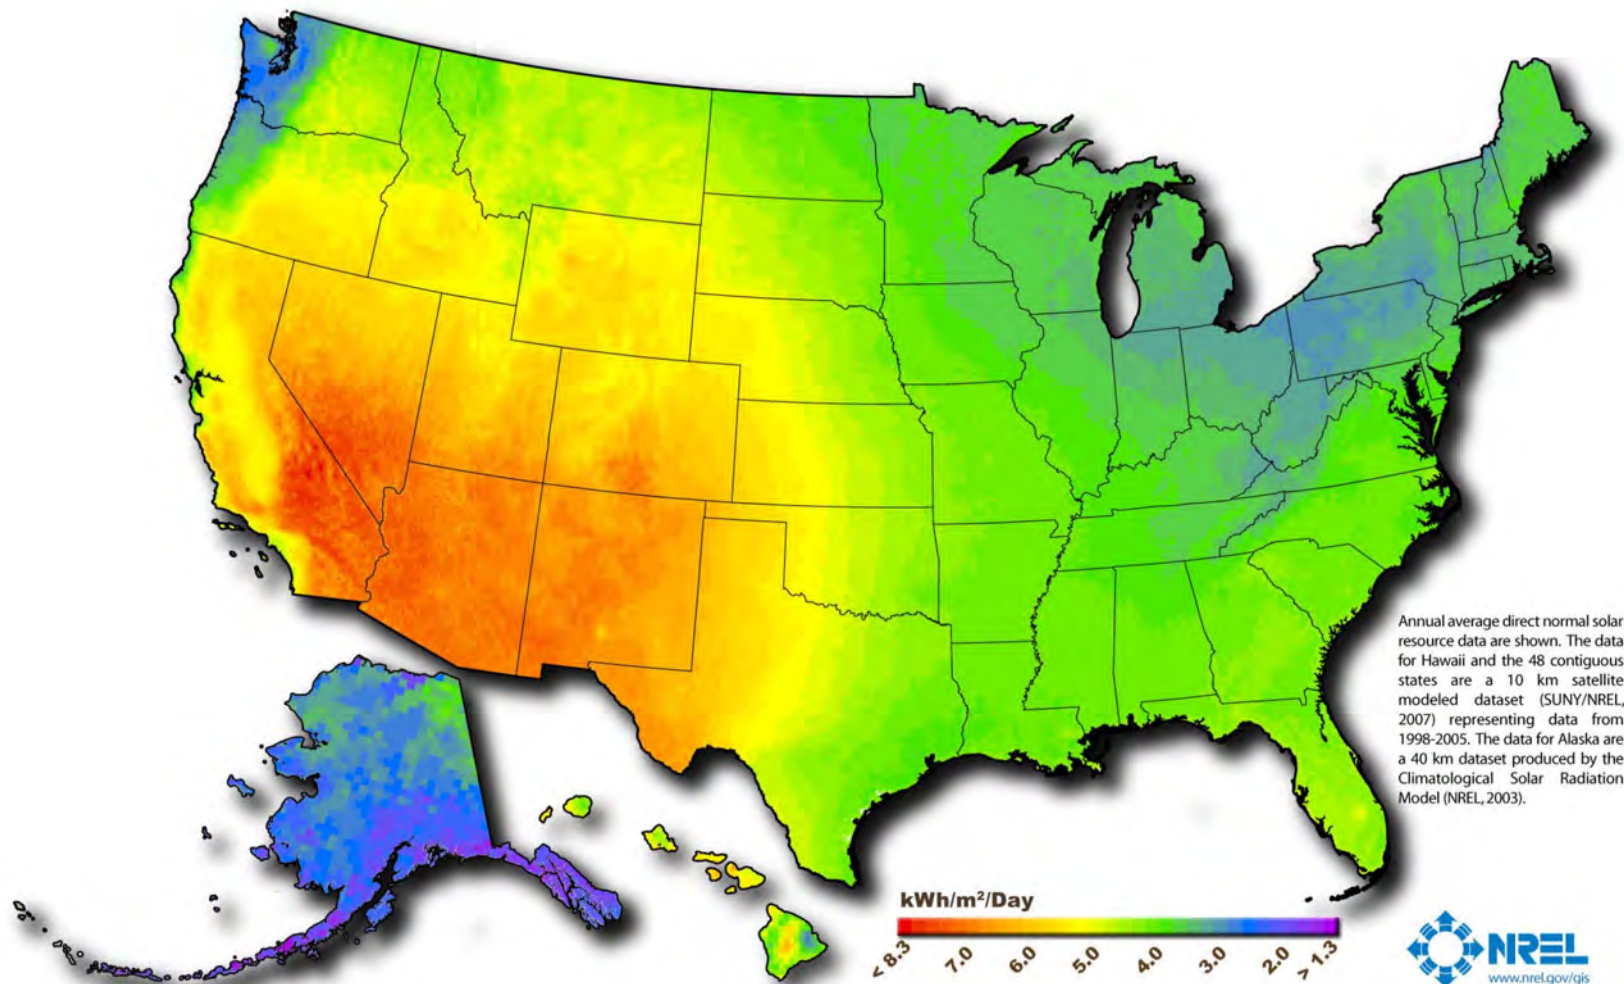 Annual average direct normal solar
resource data are shown. The data
for Hawaii and the 48 contiguous
states are a 10 km satellite
modeled dataset (SUNY/NREL,
2007) representing data from
1998-2005. The data for Alaska are
a 40 km dataset produced by the
Climatological Solar Radiation
Model (NREL, 2003).
kWh/m²/Day
< 8.3 7.0 6.0 5.0 4.0 3.0 2.0 > 1.3
NREL
www.nrel.gov/gis